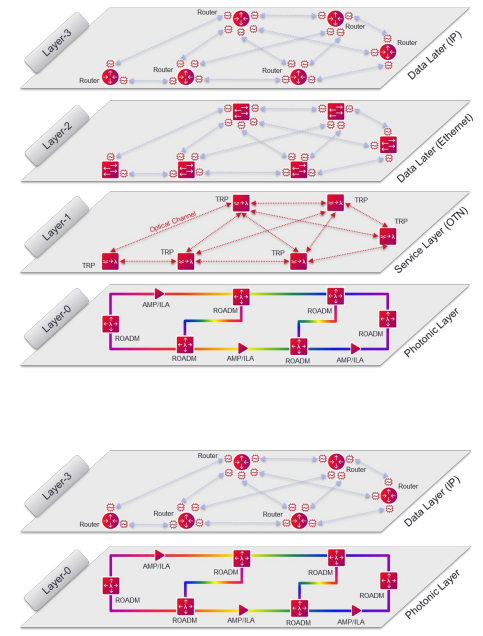 Layer-3
Router
Router
Router
Router
Router
Router
Data Later (IP)
Layer-2
Data Later (Ethernet)
Layer-1
TRP
TRP
Optical Channel
TRP
TRP
TRP
TRP
Service Layer (OTN)
Layer-0
AMP/ILA
ROADM
ROADM
ROADM
ROADM
ROADM
AMP/ILA
ROADM
AMP/ILA
Photonic Layer
Layer-3
Router
Router
Router
Router
Router
Router
Data Layer (IP)
Layer-0
AMP/ILA
ROADM
ROADM
ROADM
ROADM
ROADM
AMP/ILA
ROADM
AMP/ILA
Photonic Layer